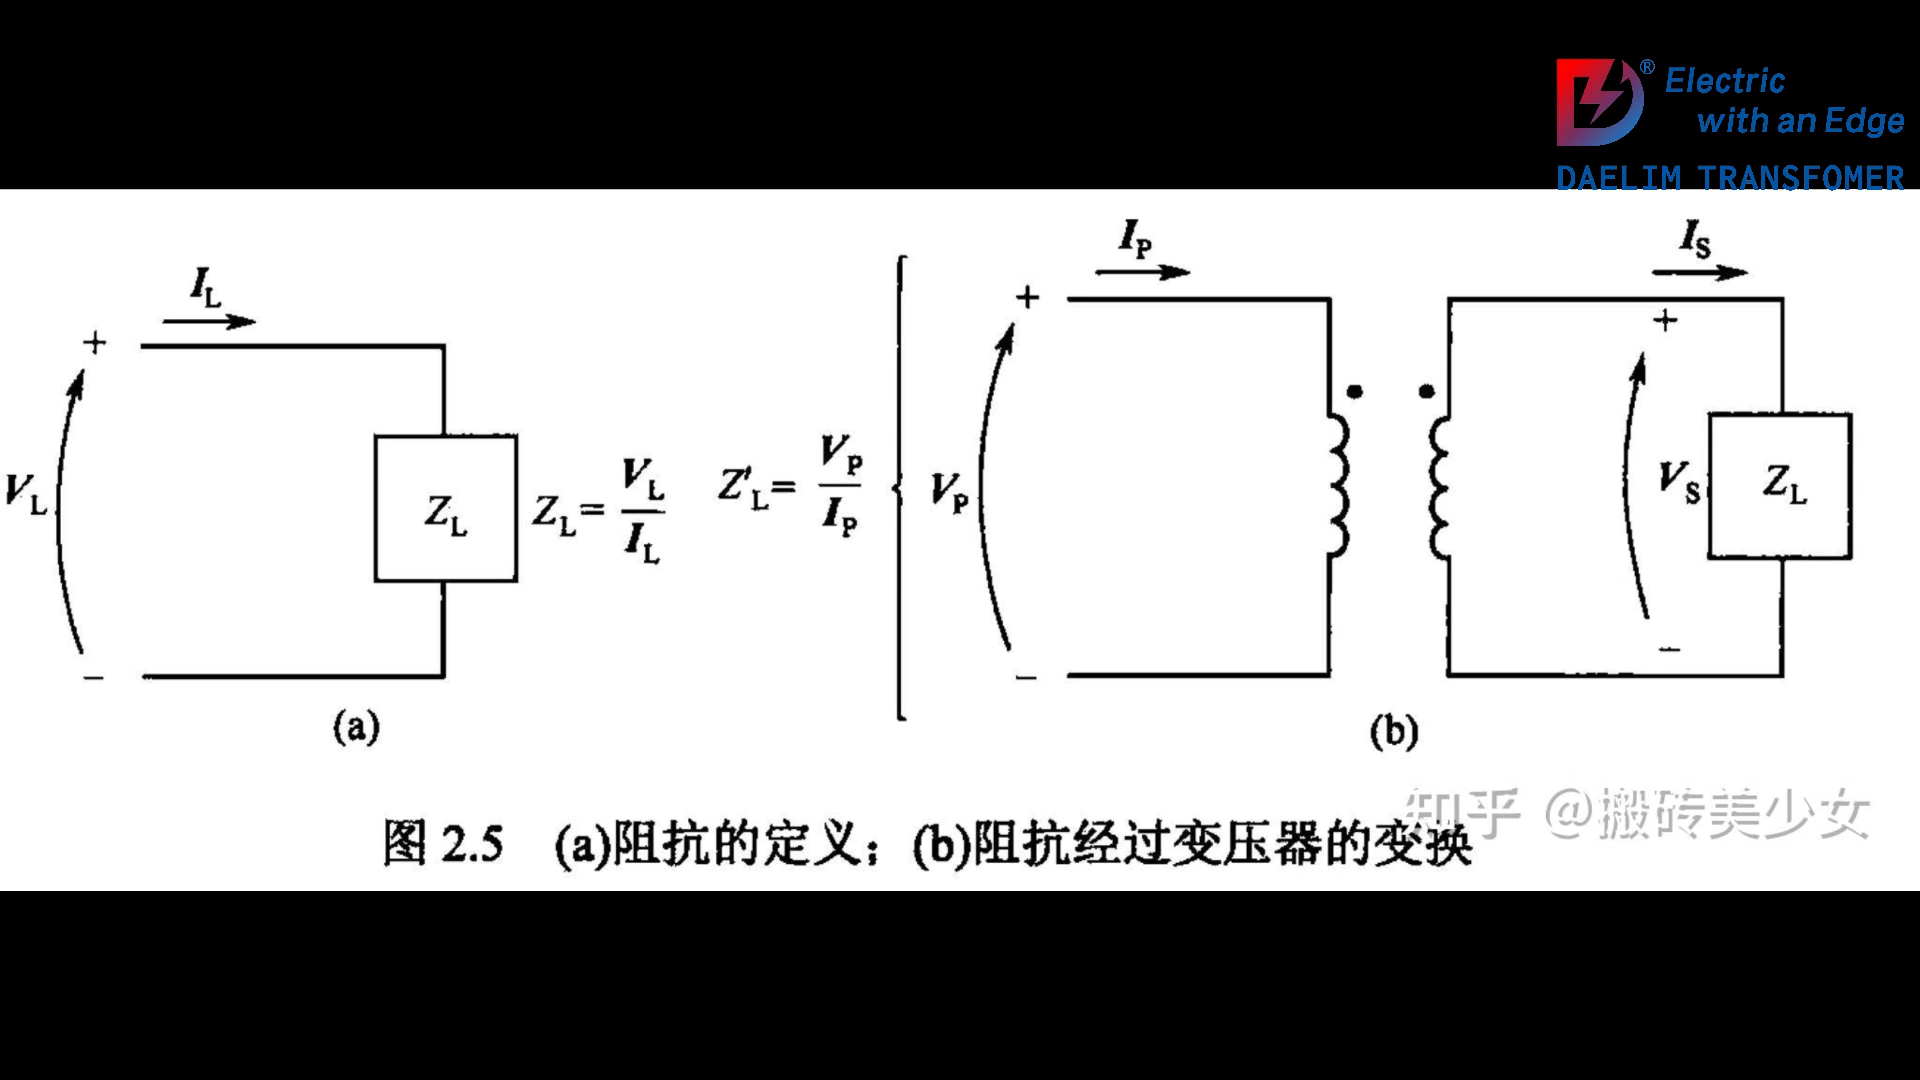 ® Electric
with an Edge
DAELIM TRANSFOMER
I_L
+
V_L
Z_L
Z_L = V_L / I_L
−
(a)
Z'_L = V_P / I_P
I_P
+
V_P
−
I_S
+
V_S
Z_L
−
(b)
知乎 @搬砖美少女
图 2.5 (a)阻抗的定义；(b)阻抗经过变压器的变换